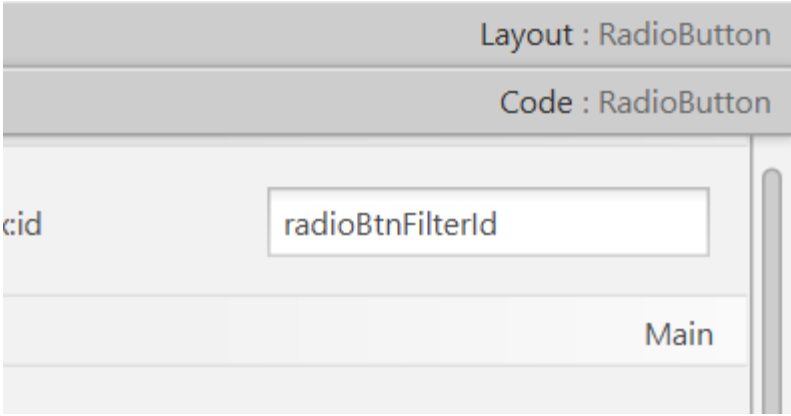 Layout : RadioButton
Code : RadioButton
:id radioBtnFilterId
Main